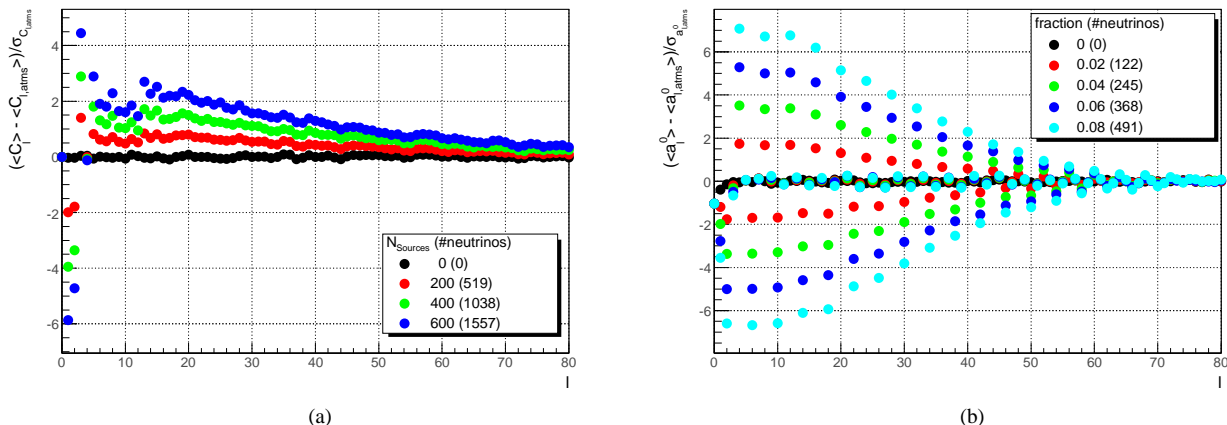 (<C_l> - <C_l,atms>)/σ_C_l,atms
4
2
0
-2
-4
-6
0 10 20 30 40 50 60 70 80
l
N_Sources (#neutrinos)
0 (0)
200 (519)
400 (1038)
600 (1557)
(a)
(<a_l^0> - <a_l,atms^0>)/σ_a_l,atms^0
6
4
2
0
-2
-4
-6
0 10 20 30 40 50 60 70 80
l
fraction (#neutrinos)
0 (0)
0.02 (122)
0.04 (245)
0.06 (368)
0.08 (491)
(b)